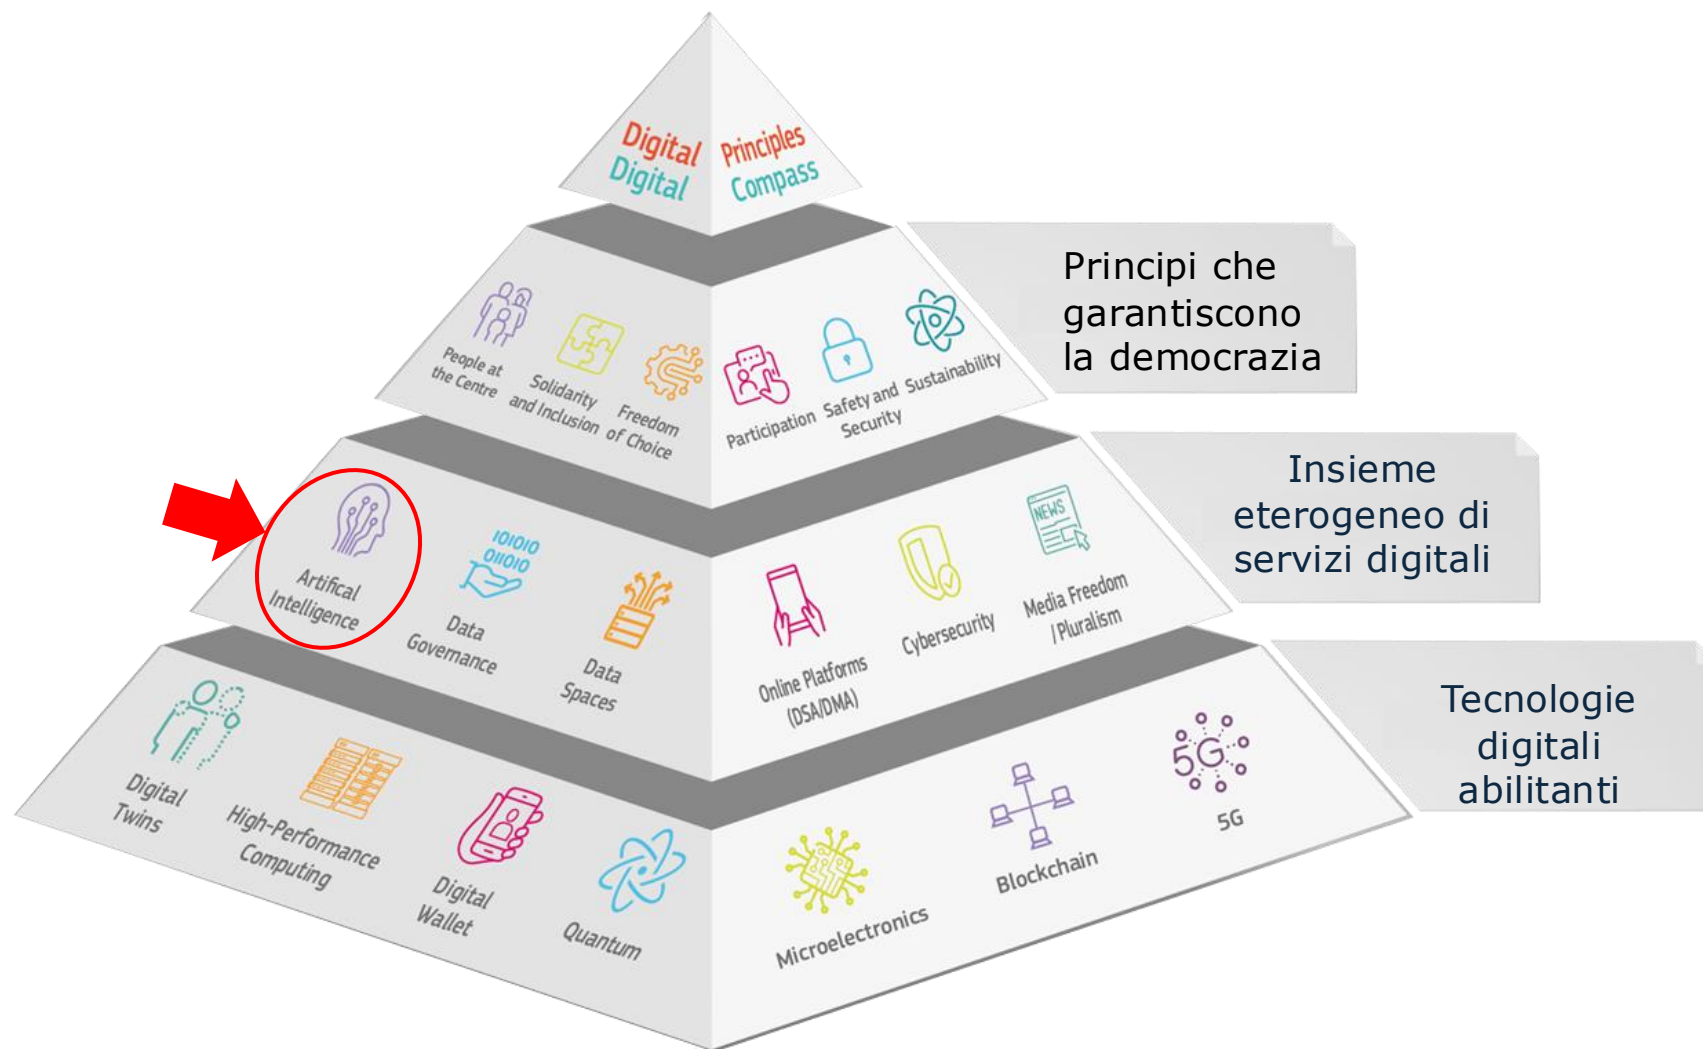 Digital Principles
Digital Compass
People at
the Centre
Solidarity
and Inclusion
Freedom
of Choice
Participation
Safety and
Security
Sustainability
Principi che
garantiscono
la democrazia
Artifical
Intelligence
101010
011010
Data
Governance
Data
Spaces
Online Platforms
(DSA/DMA)
Cybersecurity
NEWS
Media Freedom
/Pluralism
Insieme
eterogeneo di
servizi digitali
Digital
Twins
High-Performance
Computing
Digital
Wallet
Quantum
Microelectronics
Blockchain
5G
5G
Tecnologie
digitali
abilitanti